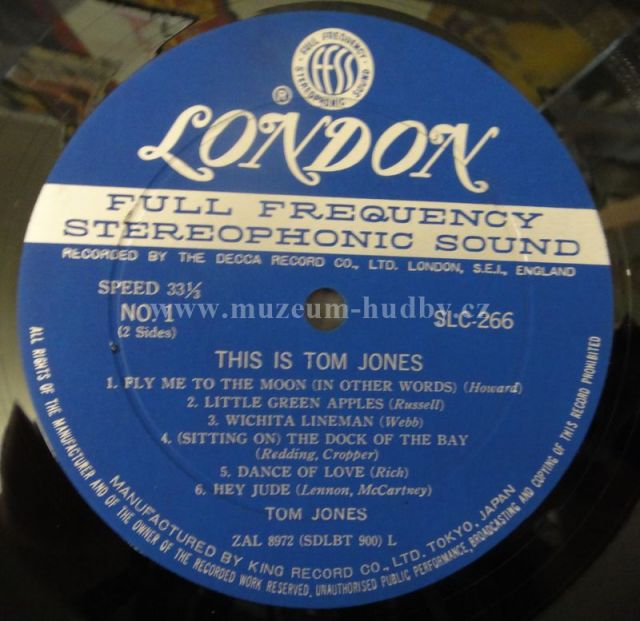 FULL FREQUENCY
ffss
STEREOPHONIC SOUND
®
LONDON
FULL FREQUENCY
STEREOPHONIC SOUND
RECORDED BY THE DECCA RECORD CO., LTD. LONDON, S.E.I., ENGLAND
SPEED 33⅓
NO. 1
(2 Sides)
www.muzeum-hudby.cz
SLC-266
THIS IS TOM JONES
1. FLY ME TO THE MOON (IN OTHER WORDS) (Howard)
2. LITTLE GREEN APPLES (Russell)
3. WICHITA LINEMAN (Webb)
4. (SITTING ON) THE DOCK OF THE BAY
(Redding, Cropper)
5. DANCE OF LOVE (Rich)
6. HEY JUDE (Lennon, McCartney)
TOM JONES
ZAL 8972 (SDLBT 900) L
MANUFACTURED BY KING RECORD CO., LTD. TOKYO, JAPAN
ALL RIGHTS OF THE MANUFACTURER AND OF THE OWNER OF THE RECORDED WORK RESERVED. UNAUTHORISED PUBLIC PERFORMANCE, BROADCASTING AND COPYING OF THIS RECORD PROHIBITED